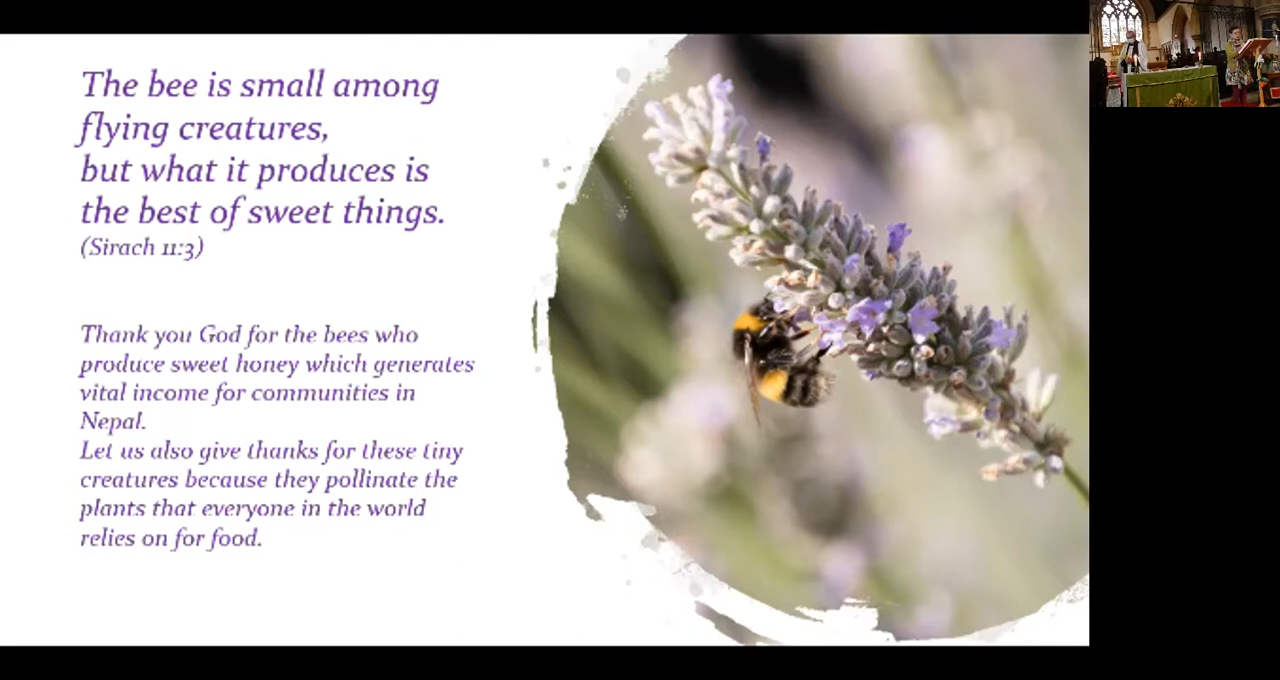 The bee is small among
flying creatures,
but what it produces is
the best of sweet things.
(Sirach 11:3)
Thank you God for the bees who
produce sweet honey which generates
vital income for communities in
Nepal.
Let us also give thanks for these tiny
creatures because they pollinate the
plants that everyone in the world
relies on for food.